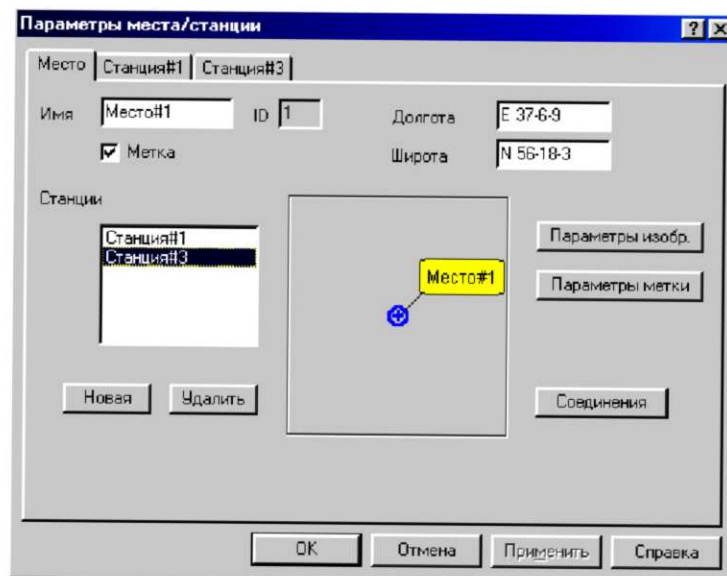 Параметры места/станции
Место Станция#1 Станция#3
Имя Место#1 ID 1 Долгота E 37-6-9
Метка Широта N 56-18-3
Станции
Станция#1
Станция#3
Место#1
Параметры изобр.
Параметры метки
Новая Удалить Соединения
OK Отмена Применить Справка